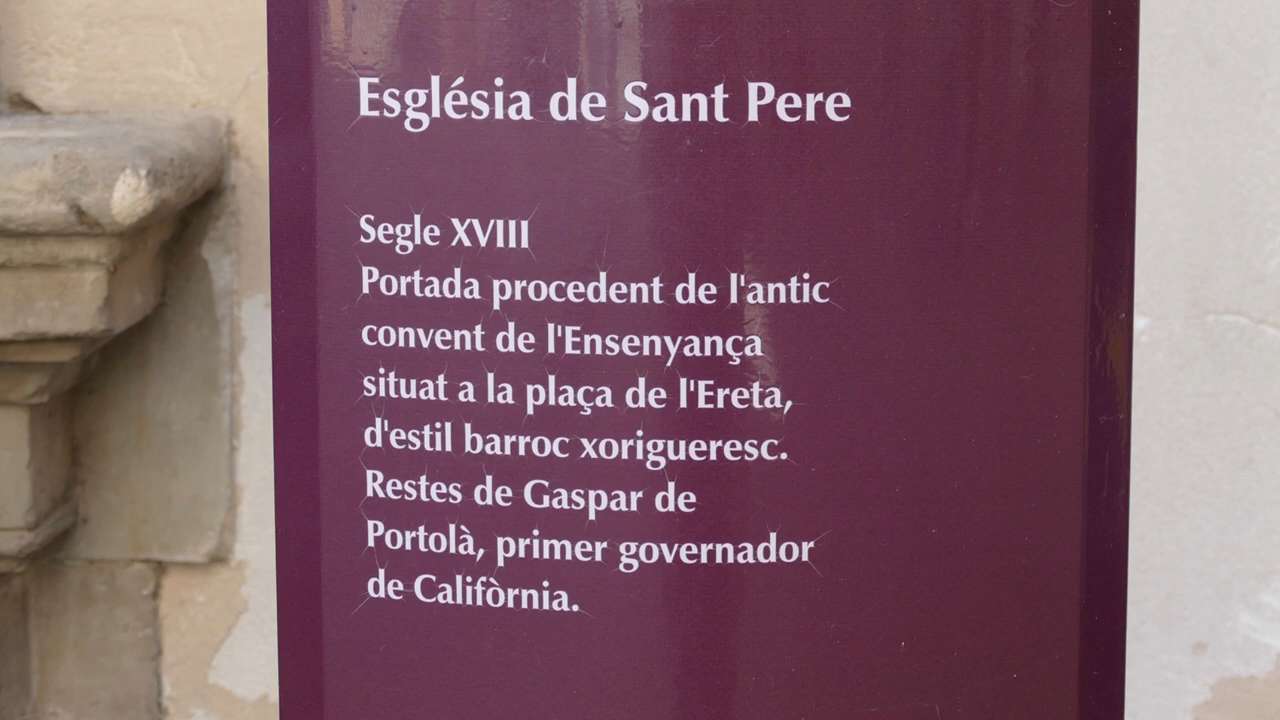 Església de Sant Pere
Segle XVIII
Portada procedent de l'antic
convent de l'Ensenyança
situat a la plaça de l'Ereta,
d'estil barroc xorigueresc.
Restes de Gaspar de
Portolà, primer governador
de Califòrnia.